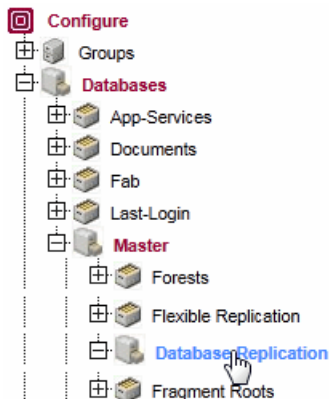 Configure
Groups
Databases
App-Services
Documents
Fab
Last-Login
Master
Forests
Flexible Replication
Database Replication
Fragment Roots